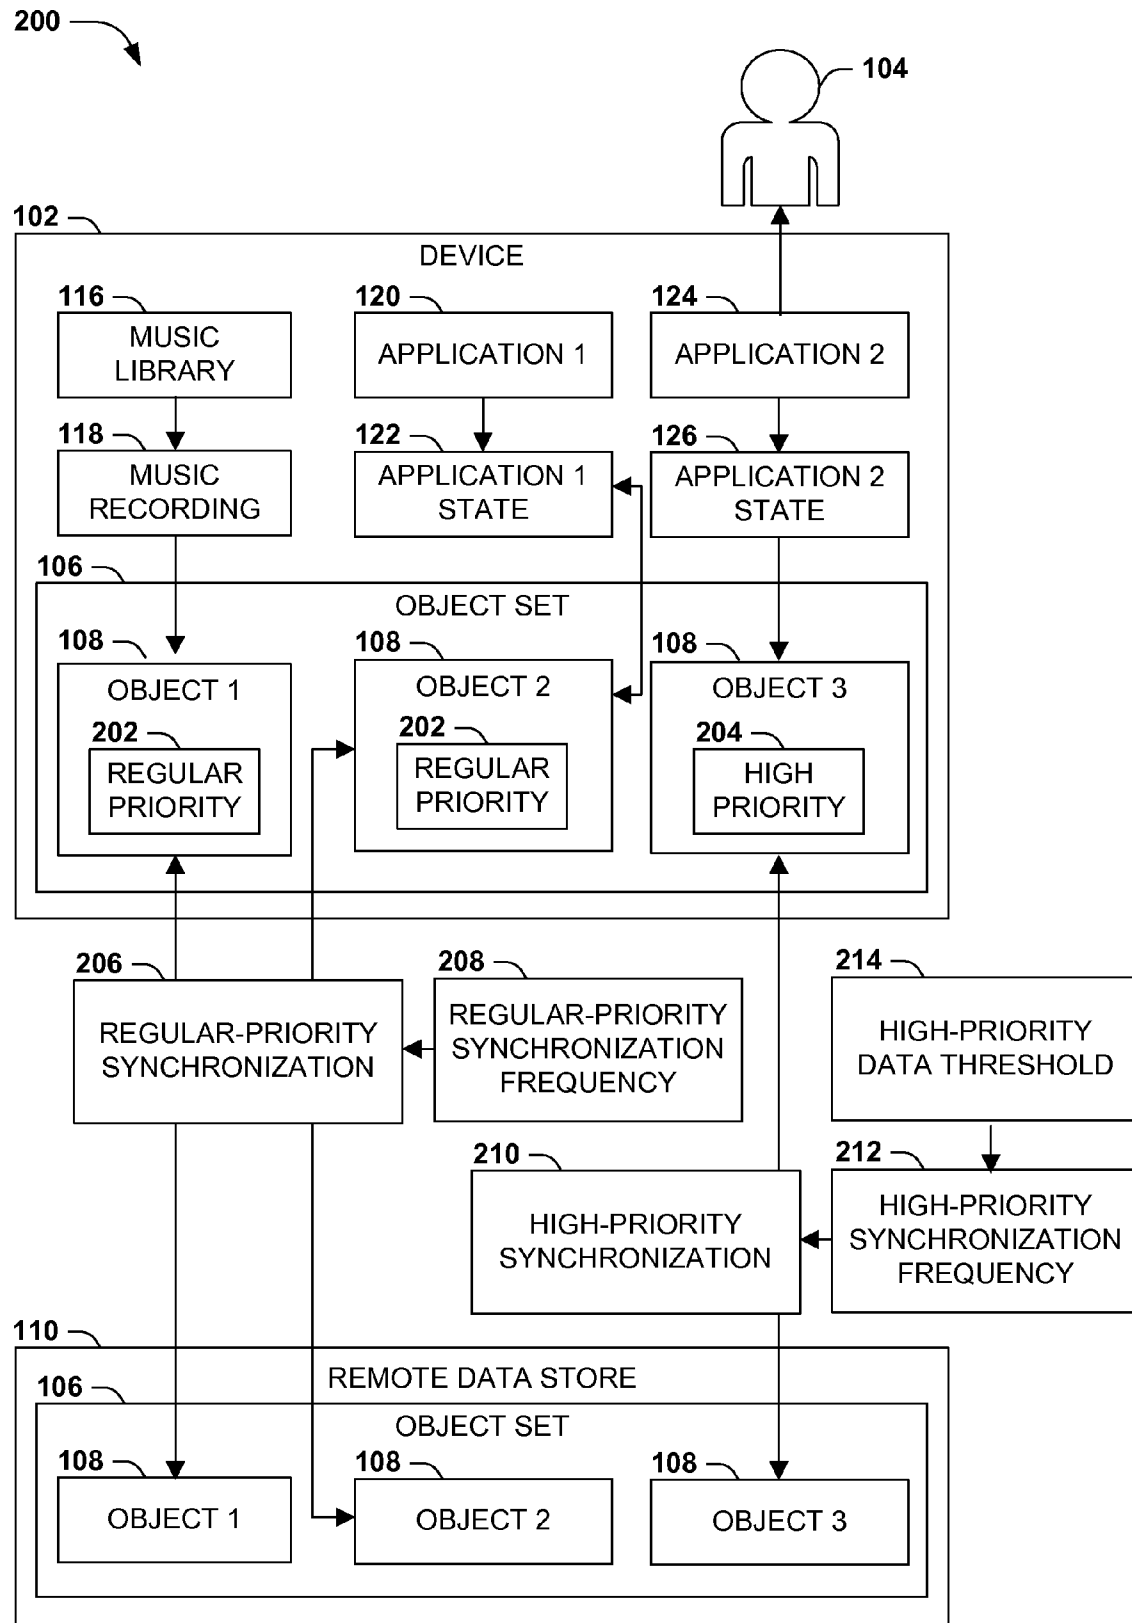 200
104
102
DEVICE
116
MUSIC
LIBRARY
120
APPLICATION 1
124
APPLICATION 2
118
MUSIC
RECORDING
122
APPLICATION 1
STATE
126
APPLICATION 2
STATE
106
OBJECT SET
108
OBJECT 1
202
REGULAR
PRIORITY
108
OBJECT 2
202
REGULAR
PRIORITY
108
OBJECT 3
204
HIGH
PRIORITY
206
REGULAR-PRIORITY
SYNCHRONIZATION
208
REGULAR-PRIORITY
SYNCHRONIZATION
FREQUENCY
214
HIGH-PRIORITY
DATA THRESHOLD
210
HIGH-PRIORITY
SYNCHRONIZATION
212
HIGH-PRIORITY
SYNCHRONIZATION
FREQUENCY
110
REMOTE DATA STORE
106
OBJECT SET
108
OBJECT 1
108
OBJECT 2
108
OBJECT 3